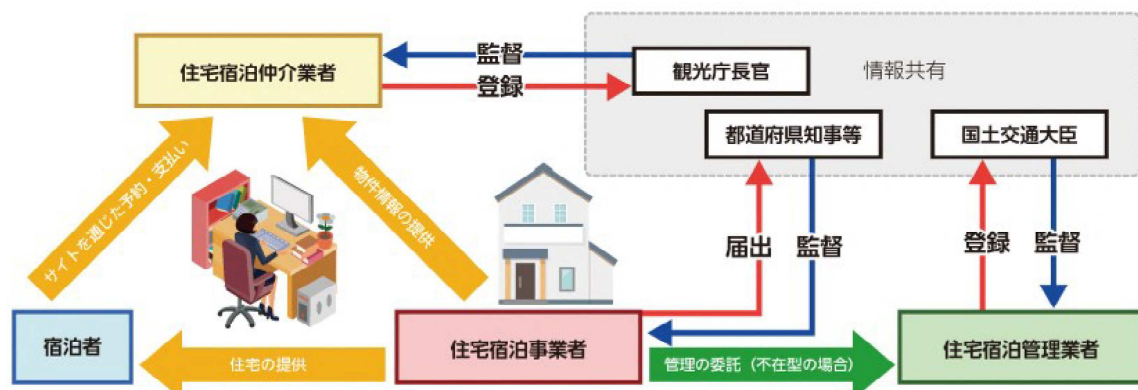 住宅宿泊仲介業者
監督
登録
観光庁長官
情報共有
都道府県知事等
国土交通大臣
サイトを通じた予約・支払い
物件情報の提供
届出
監督
登録
監督
宿泊者
住宅の提供
住宅宿泊事業者
管理の委託（不在型の場合）
住宅宿泊管理業者